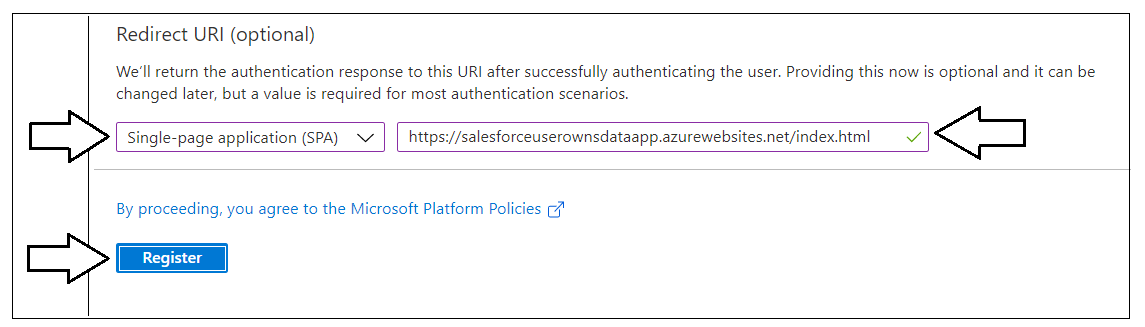 Redirect URI (optional)
We'll return the authentication response to this URI after successfully authenticating the user. Providing this now is optional and it can be
changed later, but a value is required for most authentication scenarios.
Single-page application (SPA) https://salesforceuserownsdataapp.azurewebsites.net/index.html
By proceeding, you agree to the Microsoft Platform Policies
Register